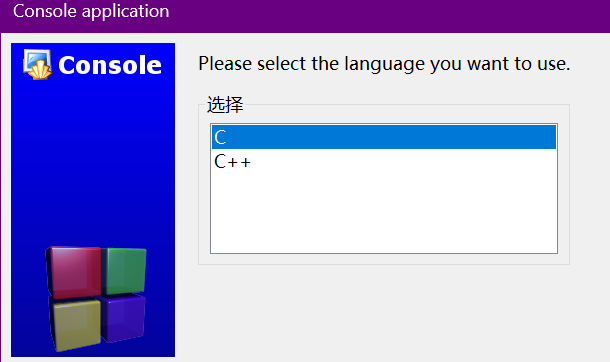 Console application
Console
Please select the language you want to use.
选择
C
C++